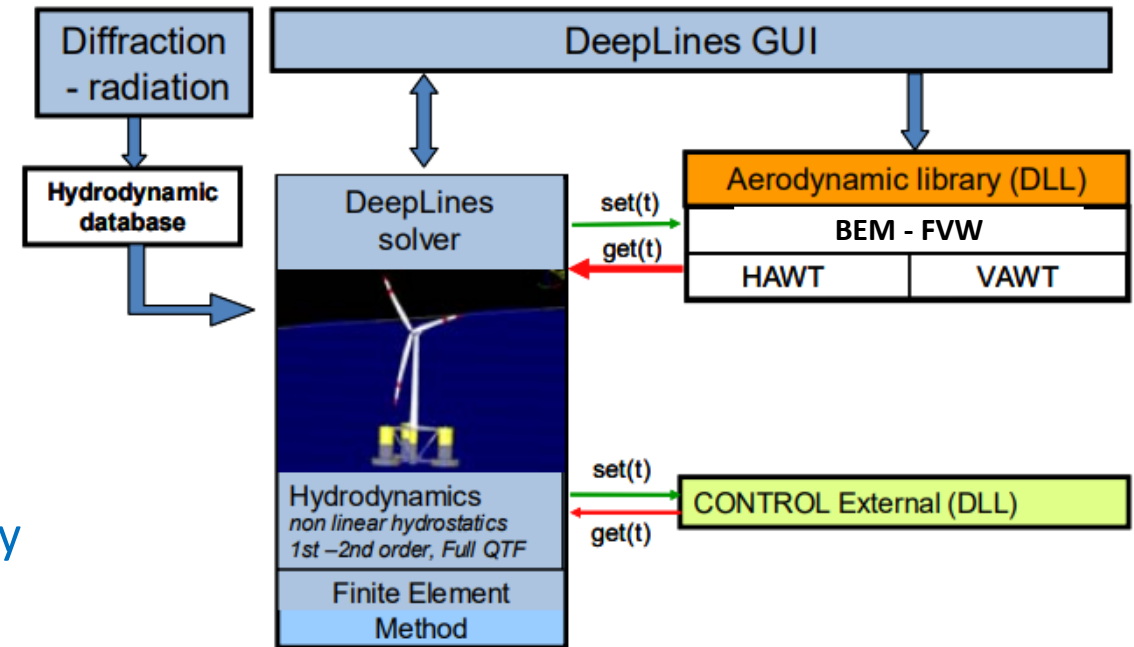 Diffraction
- radiation
DeepLines GUI
Hydrodynamic
database
DeepLines
solver
set(t)
get(t)
Aerodynamic library (DLL)
BEM - FVW
HAWT
VAWT
Hydrodynamics
non linear hydrostatics
1st –2nd order, Full QTF
Finite Element
Method
set(t)
get(t)
CONTROL External (DLL)
y